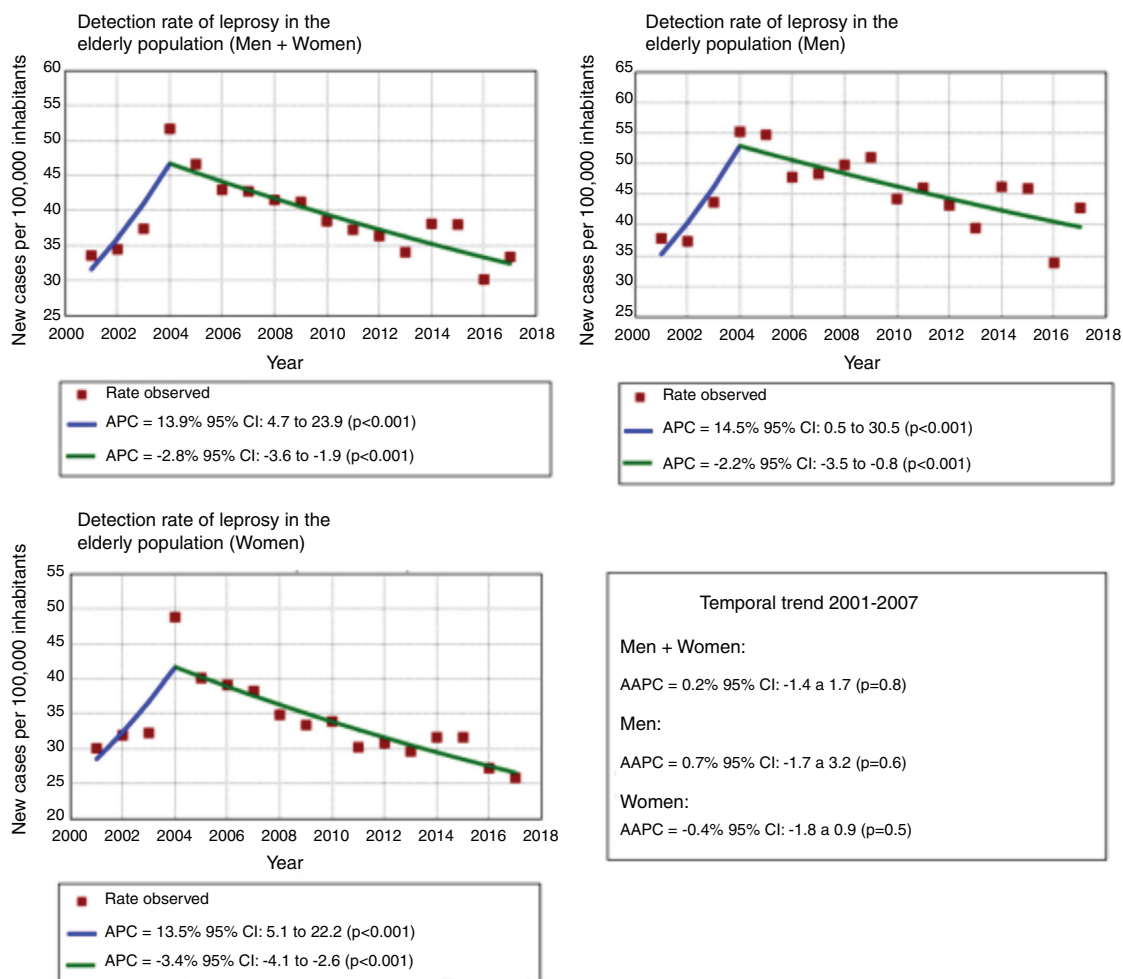 Detection rate of leprosy in the
elderly population (Men + Women)
New cases per 100,000 inhabitants
60
55
50
45
40
35
30
25
2000 2002 2004 2006 2008 2010 2012 2014 2016 2018
Year
Rate observed
APC = 13.9% 95% CI: 4.7 to 23.9 (p<0.001)
APC = -2.8% 95% CI: -3.6 to -1.9 (p<0.001)
Detection rate of leprosy in the
elderly population (Men)
New cases per 100,000 inhabitants
65
60
55
50
45
40
35
30
25
2000 2002 2004 2006 2008 2010 2012 2014 2016 2018
Year
Rate observed
APC = 14.5% 95% CI: 0.5 to 30.5 (p<0.001)
APC = -2.2% 95% CI: -3.5 to -0.8 (p<0.001)
Detection rate of leprosy in the
elderly population (Women)
New cases per 100,000 inhabitants
55
50
45
40
35
30
25
20
2000 2002 2004 2006 2008 2010 2012 2014 2016 2018
Year
Rate observed
APC = 13.5% 95% CI: 5.1 to 22.2 (p<0.001)
APC = -3.4% 95% CI: -4.1 to -2.6 (p<0.001)
Temporal trend 2001-2007
Men + Women:
AAPC = 0.2% 95% CI: -1.4 a 1.7 (p=0.8)
Men:
AAPC = 0.7% 95% CI: -1.7 a 3.2 (p=0.6)
Women:
AAPC = -0.4% 95% CI: -1.8 a 0.9 (p=0.5)